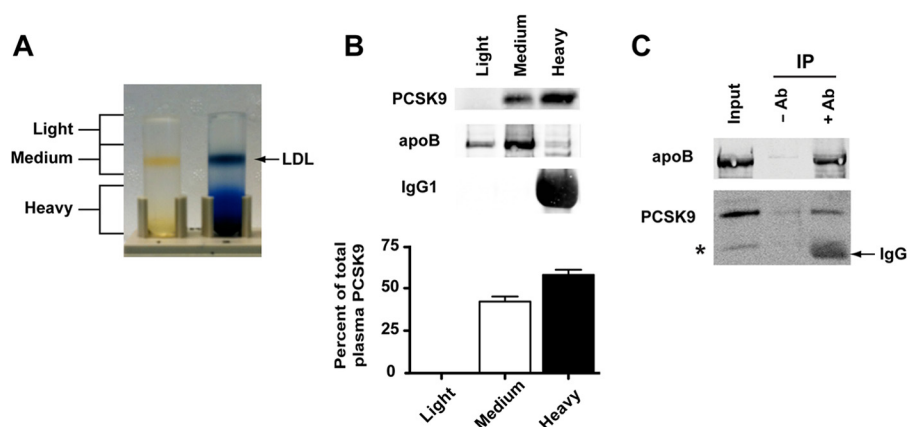 A
Light
Medium
Heavy
LDL
B
Light
Medium
Heavy
PCSK9
apoB
IgG1
Percent of total
plasma PCSK9
75
50
25
0
Light
Medium
Heavy
C
IP
Input
– Ab
+ Ab
apoB
PCSK9
*
IgG